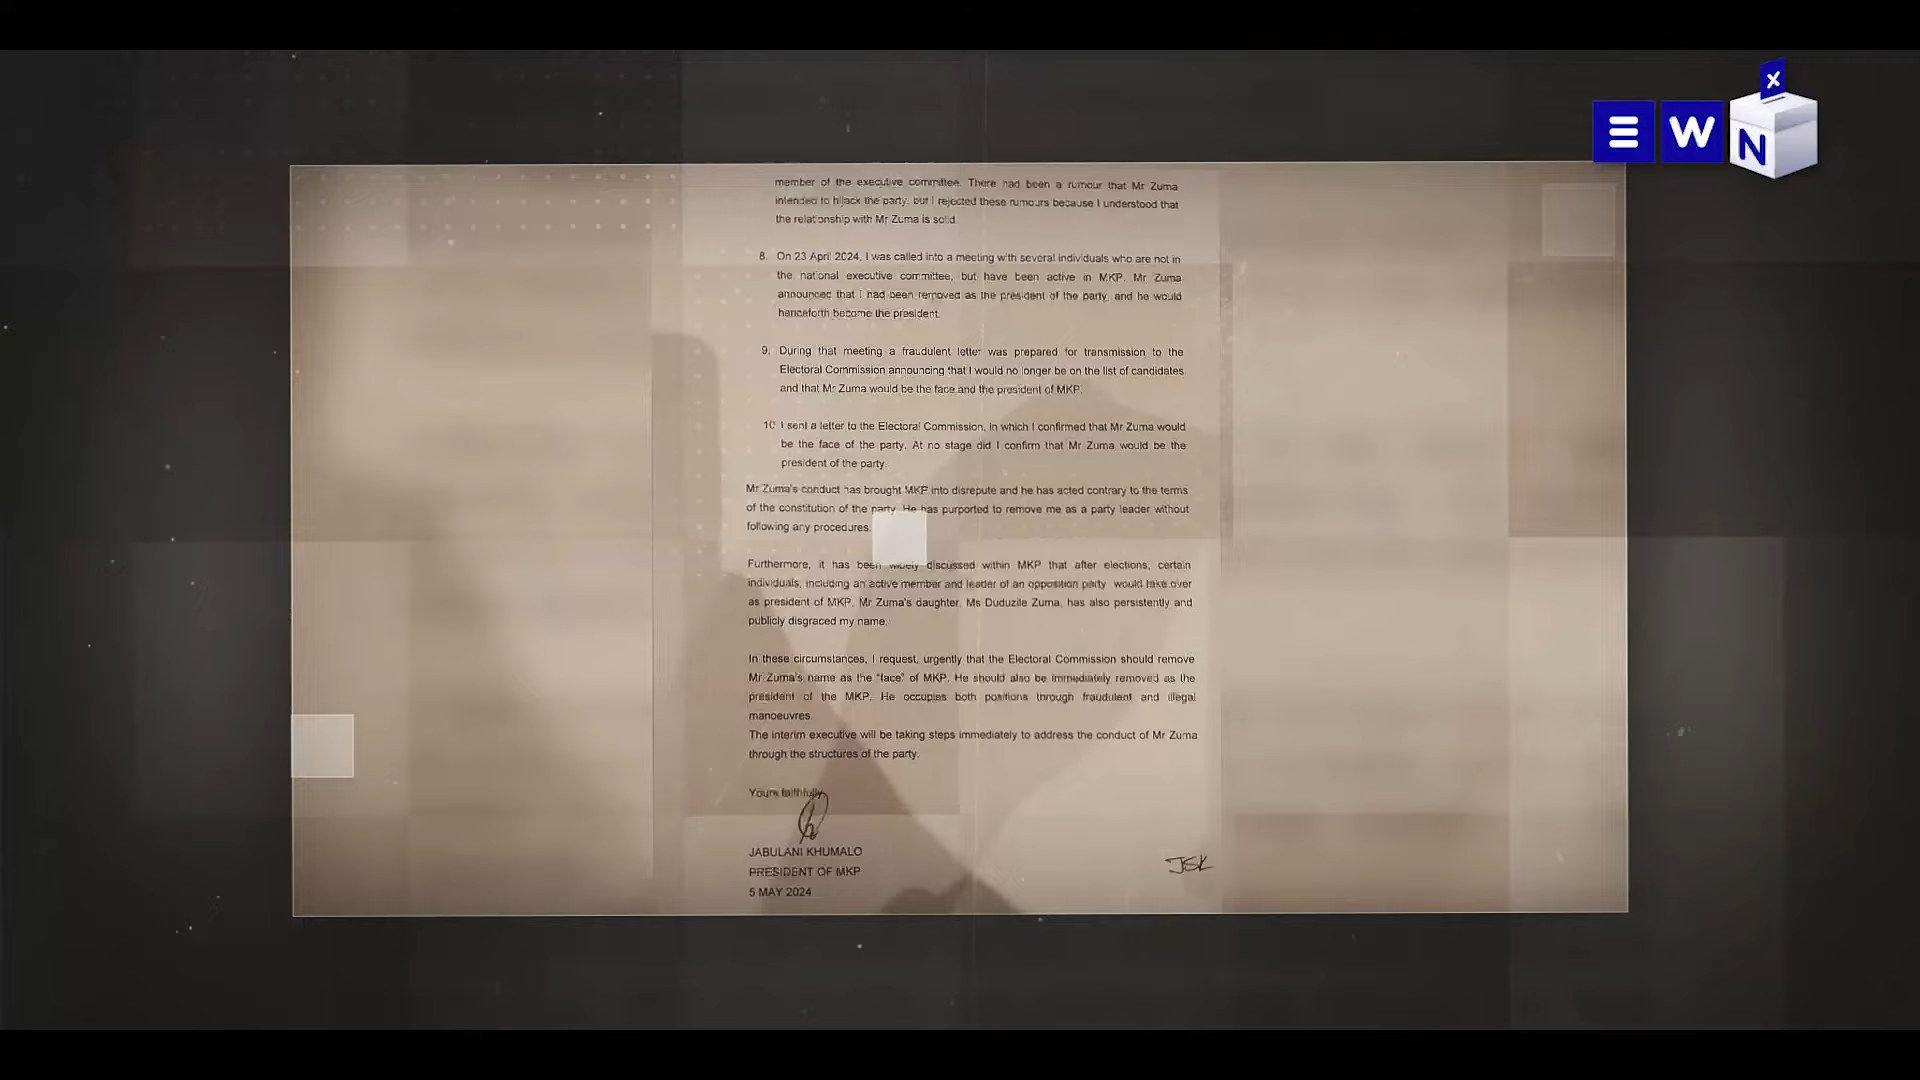 EWN
member of the executive committee. There had been a rumour that Mr Zuma
intended to hijack the party, but I rejected these rumours because I understood that
the relationship with Mr Zuma is solid.
8. On 23 April 2024, I was called into a meeting with several individuals who are not in
the national executive committee, but have been active in MKP. Mr Zuma
announced that I had been removed as the president of the party, and he would
henceforth become the president.
9. During that meeting a fraudulent letter was prepared for transmission to the
Electoral Commission announcing that I would no longer be on the list of candidates
and that Mr Zuma would be the face and the president of MKP.
10. I sent a letter to the Electoral Commission, in which I confirmed that Mr Zuma would
be the face of the party. At no stage did I confirm that Mr Zuma would be the
president of the party.
Mr Zuma's conduct has brought MKP into disrepute and he has acted contrary to the terms
of the constitution of the party. He has purported to remove me as a party leader without
following any procedures.
Furthermore, it has been widely discussed within MKP that after elections, certain
individuals, including an active member and leader of an opposition party would take over
as president of MKP. Mr Zuma's daughter, Ms Duduzile Zuma, has also persistently and
publicly disgraced my name.
In these circumstances, I request, urgently that the Electoral Commission should remove
Mr Zuma's name as the "face" of MKP. He should also be immediately removed as the
president of the MKP. He occupies both positions through fraudulent and illegal
manoeuvres.
The interim executive will be taking steps immediately to address the conduct of Mr Zuma
through the structures of the party.
Yours faithfully
JABULANI KHUMALO
JSK
PRESIDENT OF MKP
5 MAY 2024